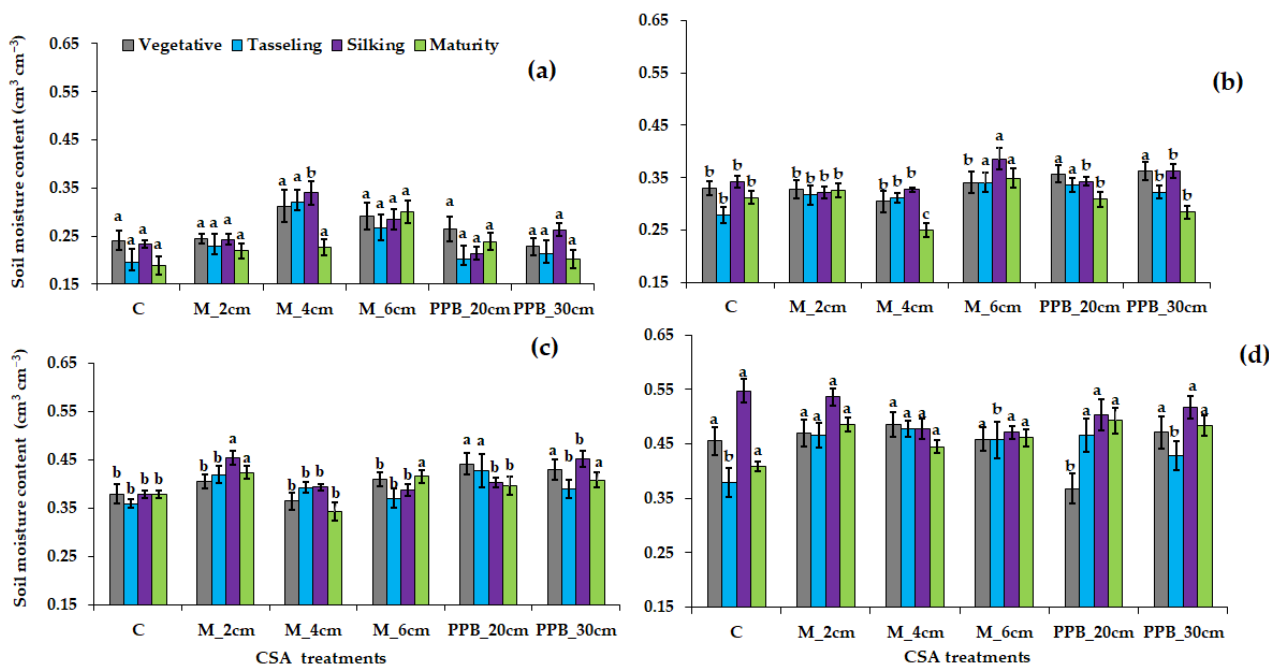 0.65
0.55
0.45
0.35
0.25
0.15
Soil moisture content (cm³ cm⁻³)
Vegetative Tasseling Silking Maturity
(a)
a a a a
a a a a
a a b a
a a a a
a a a a
a a a a
C M_2cm M_4cm M_6cm PPB_20cm PPB_30cm
0.65
0.55
0.45
0.35
0.25
0.15
(b)
b b b b
b b b b
b b b c
b a a a
a a b b
b b b b
C M_2cm M_4cm M_6cm PPB_20cm PPB_30cm
0.65
0.55
0.45
0.35
0.25
0.15
Soil moisture content (cm³ cm⁻³)
(c)
b b b b
b b a a
b b b b
b b b a
a a b b
a b b a
C M_2cm M_4cm M_6cm PPB_20cm PPB_30cm
CSA treatments
0.65
0.55
0.45
0.35
0.25
0.15
(d)
a b a a
a a a a
a a a a
a b a a
b a a a
a b a a
C M_2cm M_4cm M_6cm PPB_20cm PPB_30cm
CSA treatments